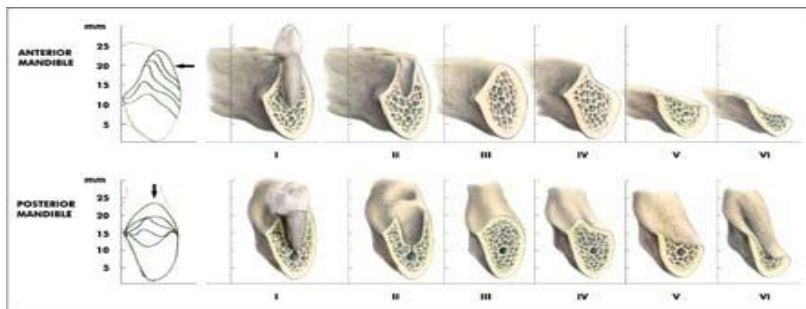 mm
25
ANTERIOR
MANDIBLE
20
15
10
5
I II III IV V VI
mm
25
POSTERIOR
MANDIBLE
20
15
10
5
I II III IV V VI